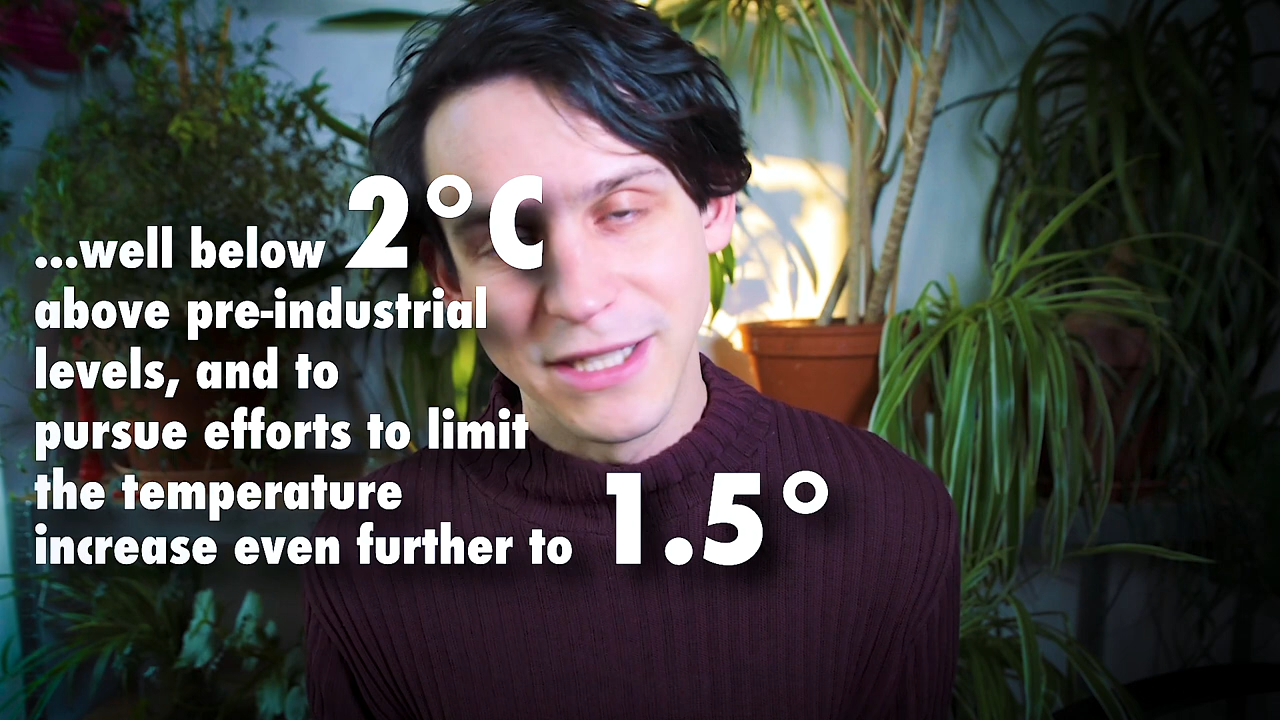 ...well below 2°C
above pre-industrial
levels, and to
pursue efforts to limit
the temperature
increase even further to 1.5°